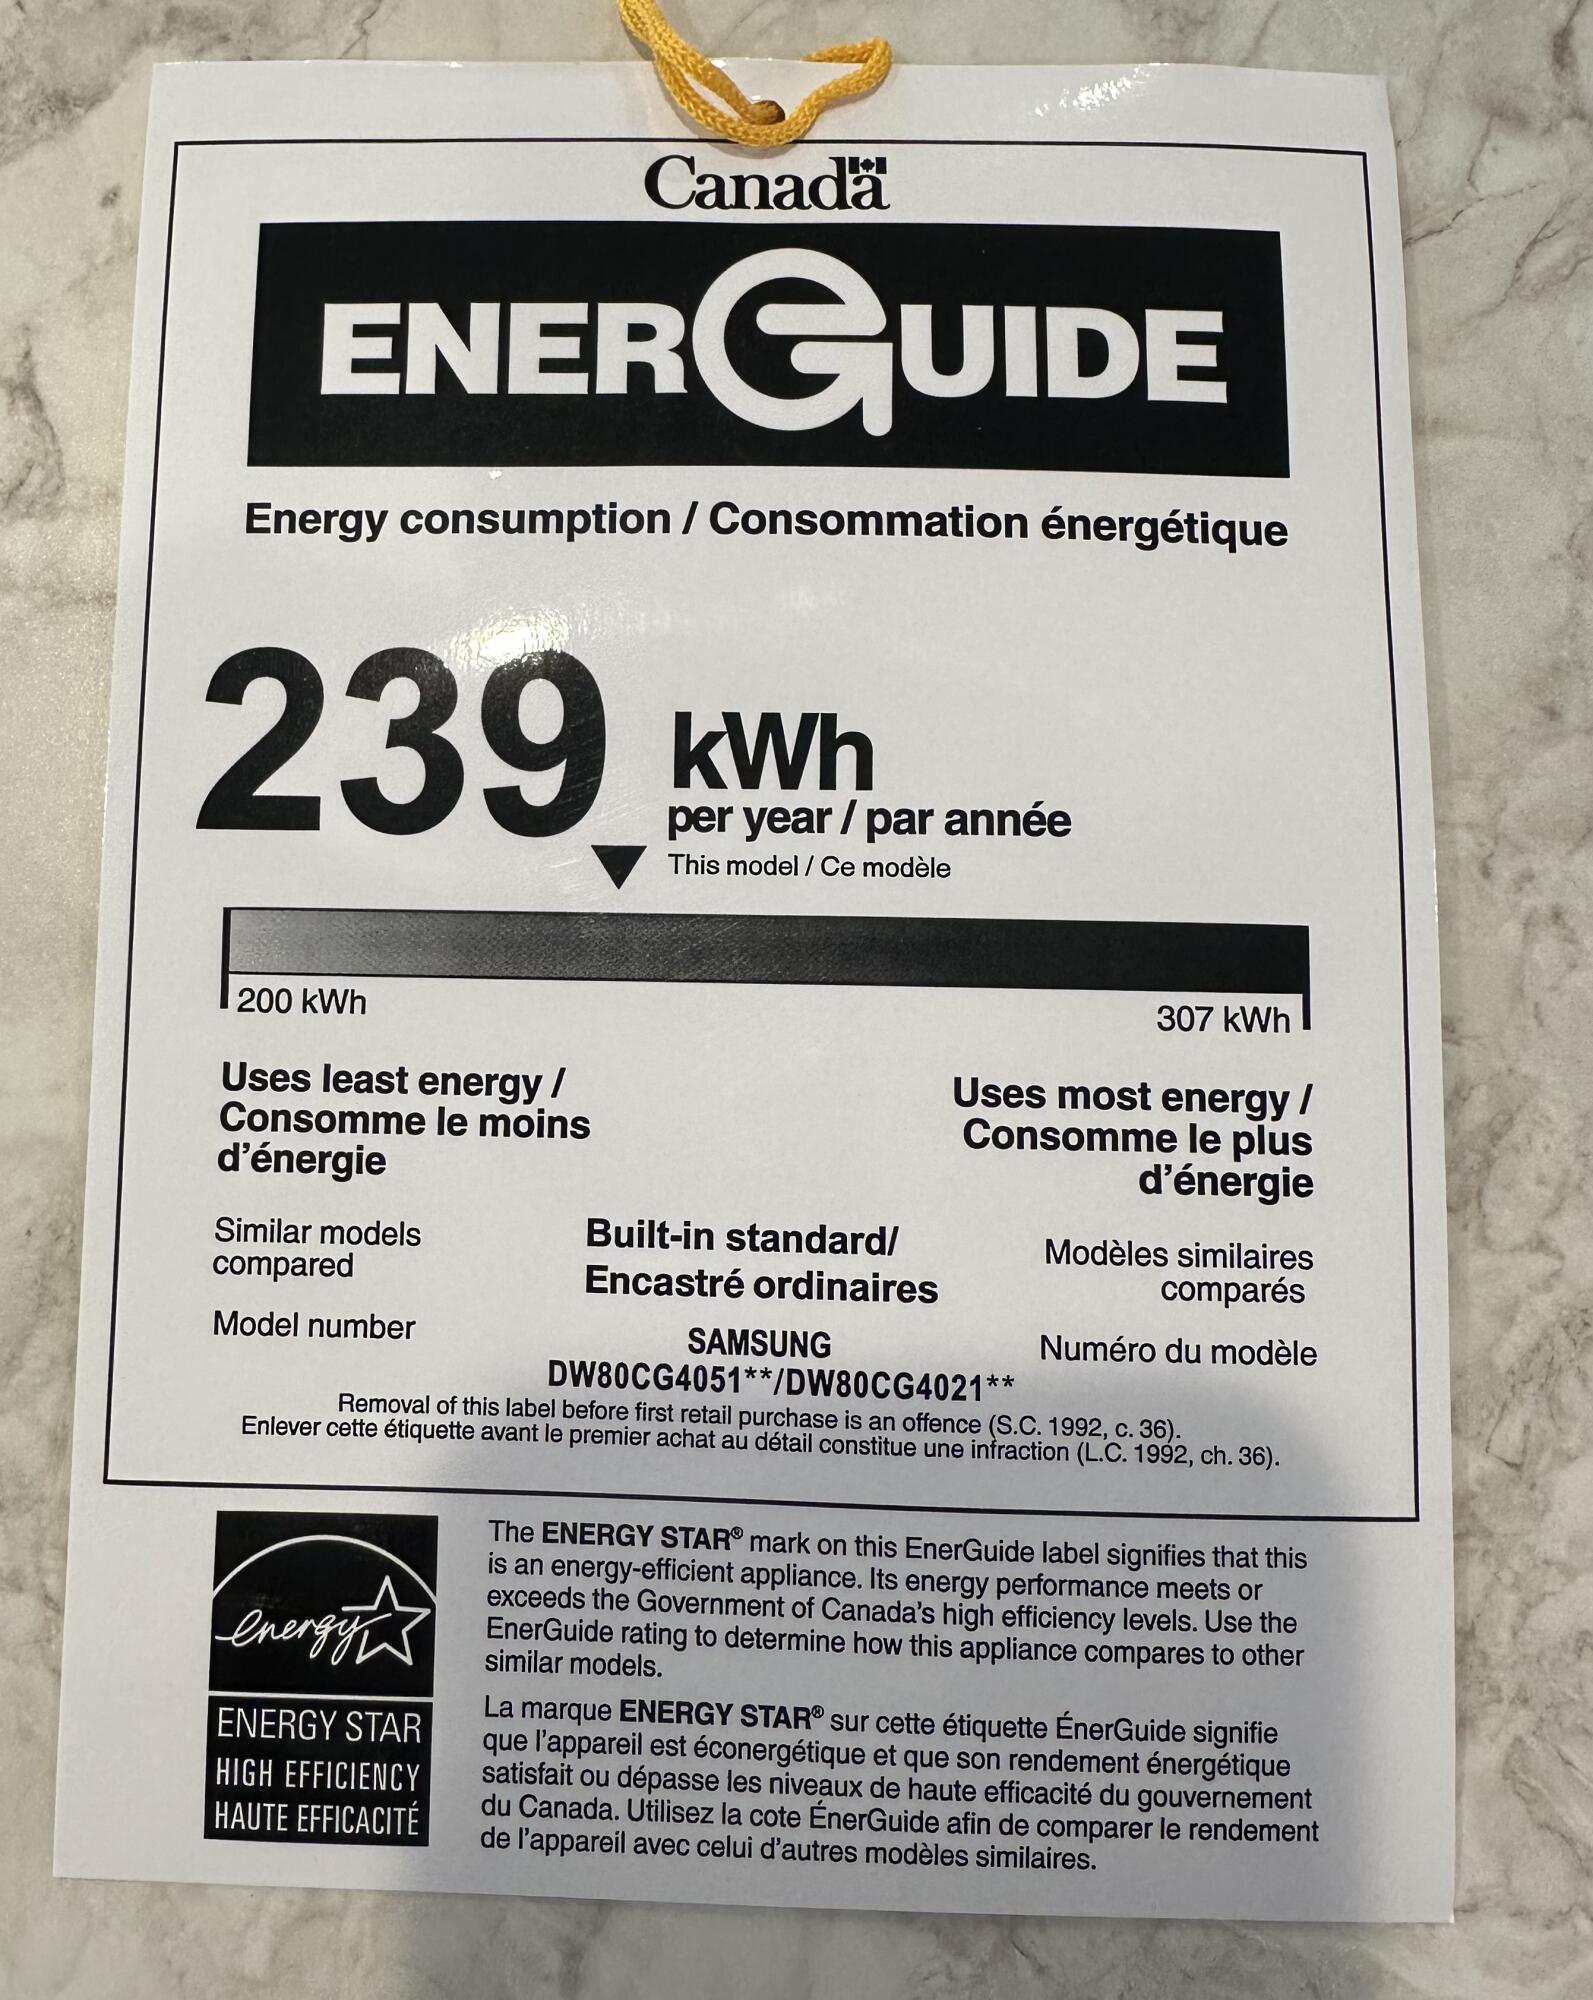 Canada
ENERGUIDE
Energy consumption / Consommation énergétique
239 kWh
per year / par année
This model / Ce modèle
200 kWh
307 kWh
Uses least energy /
Consomme le moins
d'énergie
Uses most energy /
Consomme le plus
d'énergie
Similar models
compared
Built-in standard/
Encastré ordinaires
Modèles similaires
comparés
Model number
SAMSUNG
DW80CG4051**/DW80CG4021**
Numéro du modèle
Removal of this label before first retail purchase is an offence (S.C. 1992, c. 36).
Enlever cette étiquette avant le premier achat au détail constitue une infraction (L.C. 1992, ch. 36).
energy
ENERGY STAR
HIGH EFFICIENCY
HAUTE EFFICACITÉ
The ENERGY STAR® mark on this EnerGuide label signifies that this
is an energy-efficient appliance. Its energy performance meets or
exceeds the Government of Canada's high efficiency levels. Use the
EnerGuide rating to determine how this appliance compares to other
similar models.
La marque ENERGY STAR® sur cette étiquette ÉnerGuide signifie
que l'appareil est éconergétique et que son rendement énergétique
satisfait ou dépasse les niveaux de haute efficacité du gouvernement
du Canada. Utilisez la cote ÉnerGuide afin de comparer le rendement
de l'appareil avec celui d'autres modèles similaires.